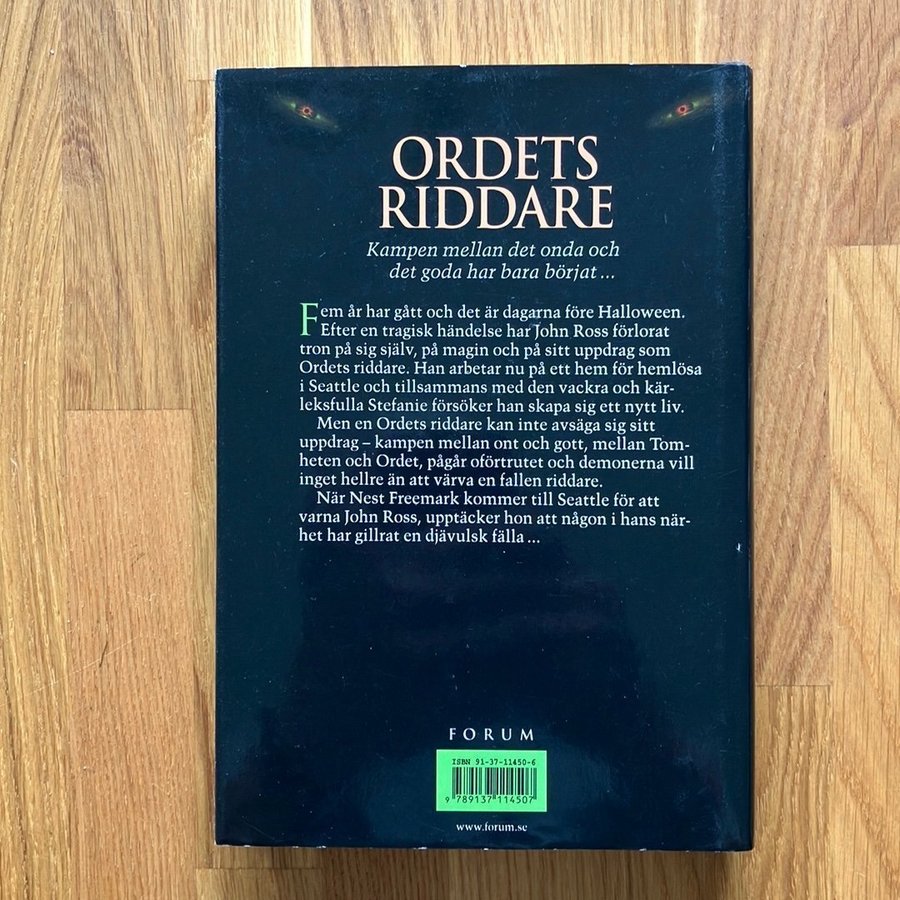 ORDETS
RIDDARE
Kampen mellan det onda och
det goda har bara börjat ...
Fem år har gått och det är dagarna före Halloween.
Efter en tragisk händelse har John Ross förlorat
tron på sig själv, på magin och på sitt uppdrag som
Ordets riddare. Han arbetar nu på ett hem för hemlösa
i Seattle och tillsammans med den vackra och kär-
leksfulla Stefanie försöker han skapa sig ett nytt liv.
Men en Ordets riddare kan inte avsäga sig sitt
uppdrag – kampen mellan ont och gott, mellan Tom-
heten och Ordet, pågår oförtrutet och demonerna vill
inget hellre än att värva en fallen riddare.
När Nest Freemark kommer till Seattle för att
varna John Ross, upptäcker hon att någon i hans när-
het har gillrat en djävulsk fälla ...
FORUM
ISBN 91-37-11450-6
9 789137 114507
www.forum.se